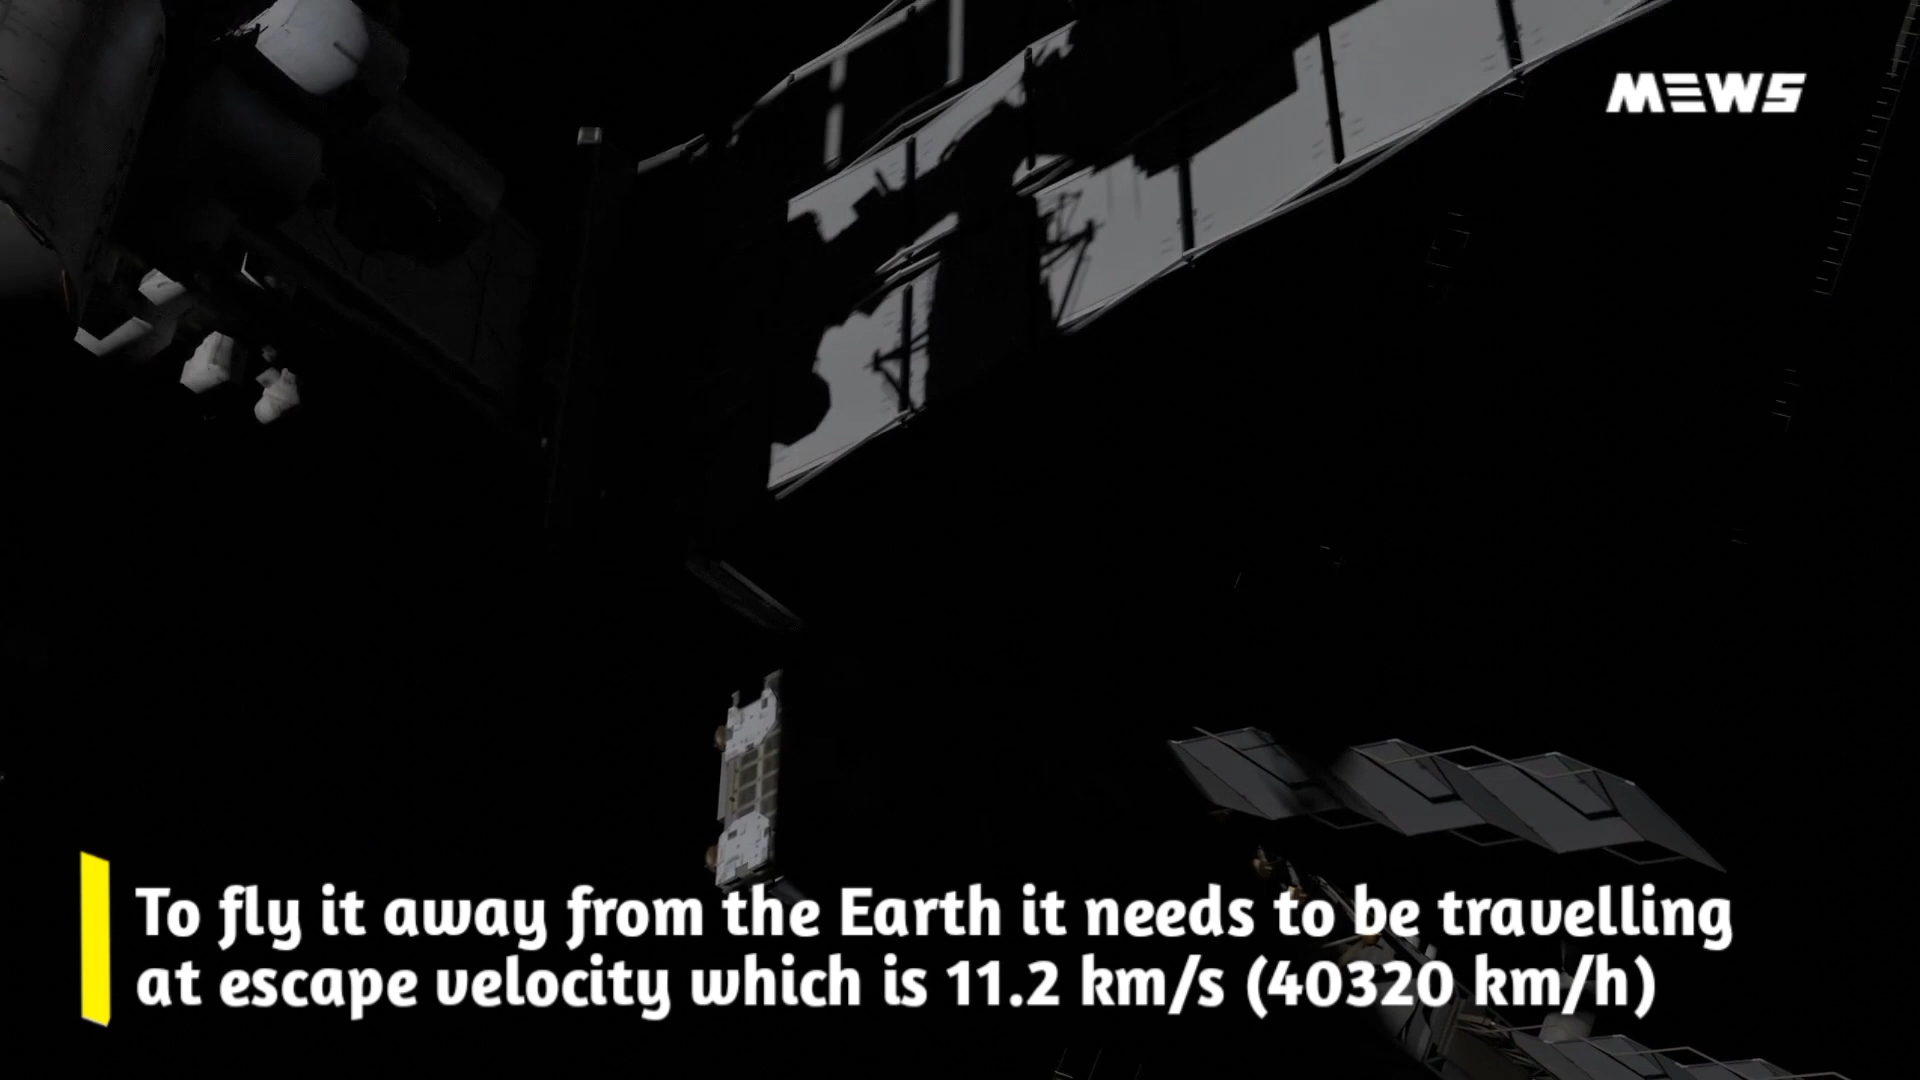 MEWS
To fly it away from the Earth it needs to be travelling
at escape velocity which is 11.2 km/s (40320 km/h)